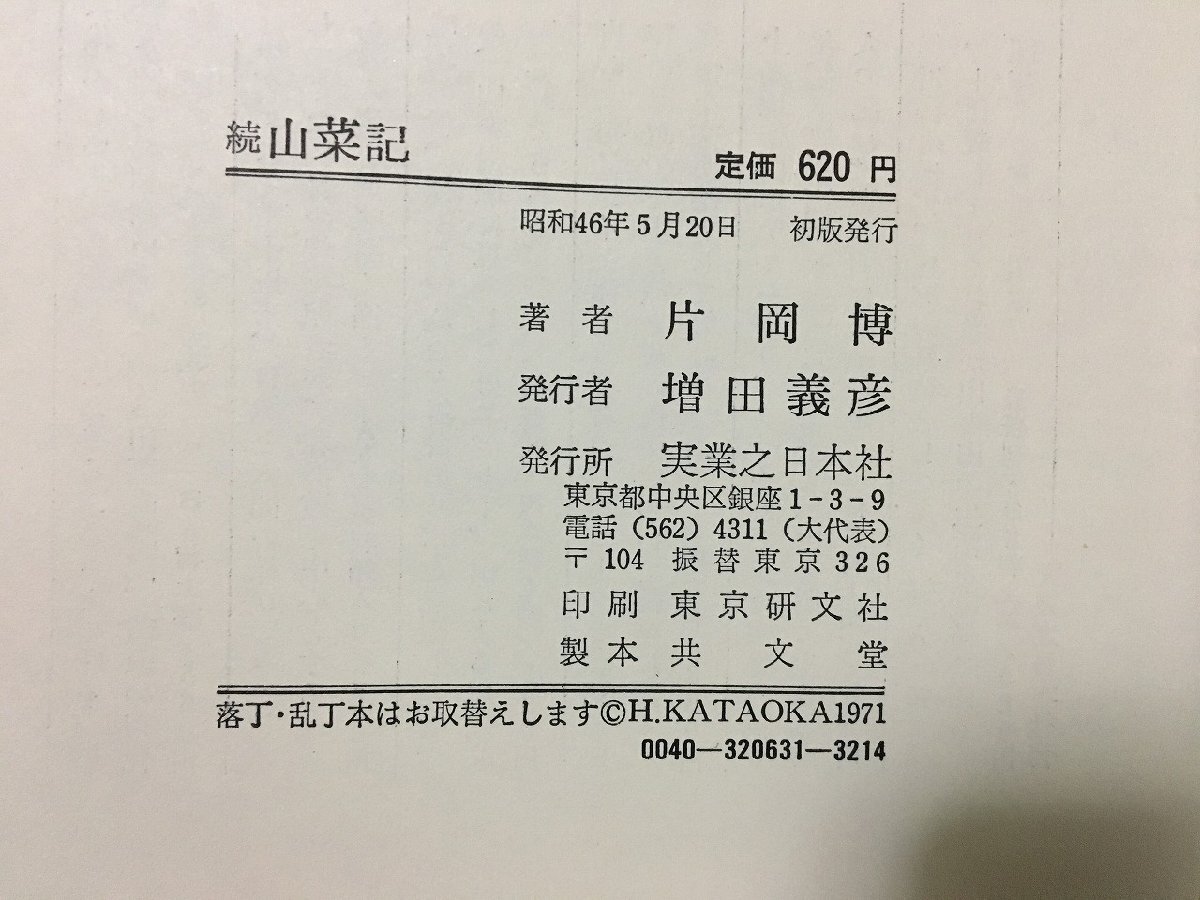 続山菜記
定価 620 円
昭和46年5月20日 初版発行
著者 片岡博
発行者 増田義彦
発行所 実業之日本社
東京都中央区銀座1-3-9
電話(562)4311(大代表)
〒104 振替東京326
印刷 東京研文社
製本 共文堂
落丁・乱丁本はお取替えします©H.KATAOKA1971
0040―320631―3214